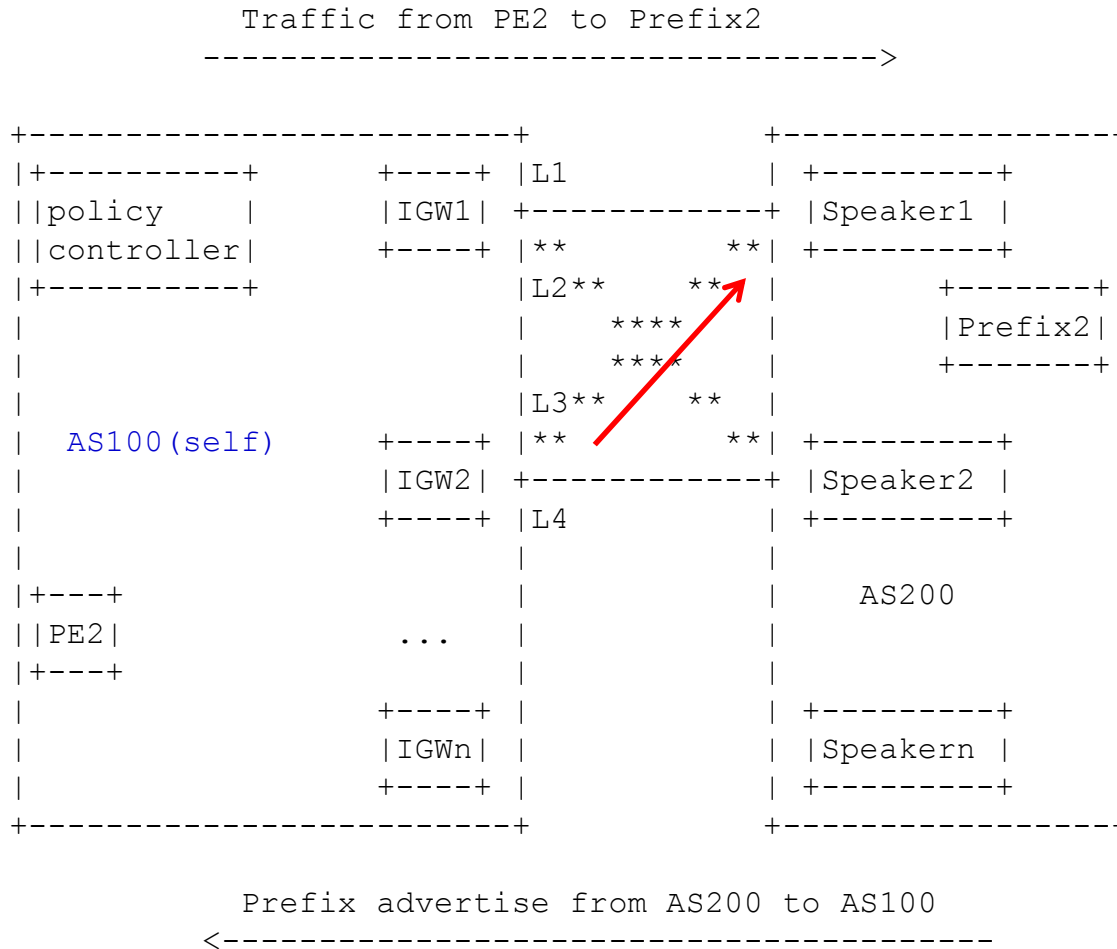 Traffic from PE2 to Prefix2
          ----------------------------------->

+-------------------------+            +-----------------+
|+----------+      +----+ |L1          | +---------+
||policy    |      |IGW1| +------------+ |Speaker1 |
||controller|      +----+ |**        **| +---------+
|+----------+             |L2**    **  |        +-------+
|                         |    ****    |        |Prefix2|
|                         |    ****    |        +-------+
|                         |L3**    **  |
|  AS100(self)     +----+ |**        **| +---------+
|                  |IGW2| +------------+ |Speaker2 |
|                  +----+ |L4          | +---------+
|                         |            |
|+---+                    |            |    AS200
||PE2|              ...   |            |
|+---+                    |            |
|                  +----+ |            | +---------+
|                  |IGWn| |            | |Speakern |
|                  +----+ |            | +---------+
+-------------------------+            +-----------------+

            Prefix advertise from AS200 to AS100
          <----------------------------------------